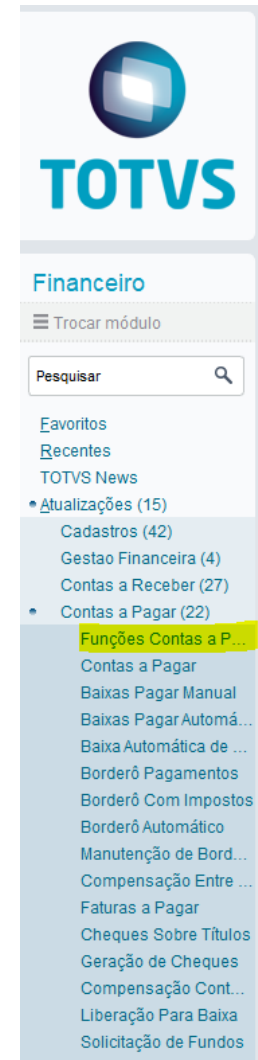 TOTVS
Financeiro
Trocar módulo
Pesquisar
Favoritos
Recentes
TOTVS News
Atualizações (15)
Cadastros (42)
Gestao Financeira (4)
Contas a Receber (27)
Contas a Pagar (22)
Funções Contas a P...
Contas a Pagar
Baixas Pagar Manual
Baixas Pagar Automá...
Baixa Automática de ...
Borderô Pagamentos
Borderô Com Impostos
Borderô Automático
Manutenção de Bord...
Compensação Entre ...
Faturas a Pagar
Cheques Sobre Títulos
Geração de Cheques
Compensação Cont...
Liberação Para Baixa
Solicitação de Fundos